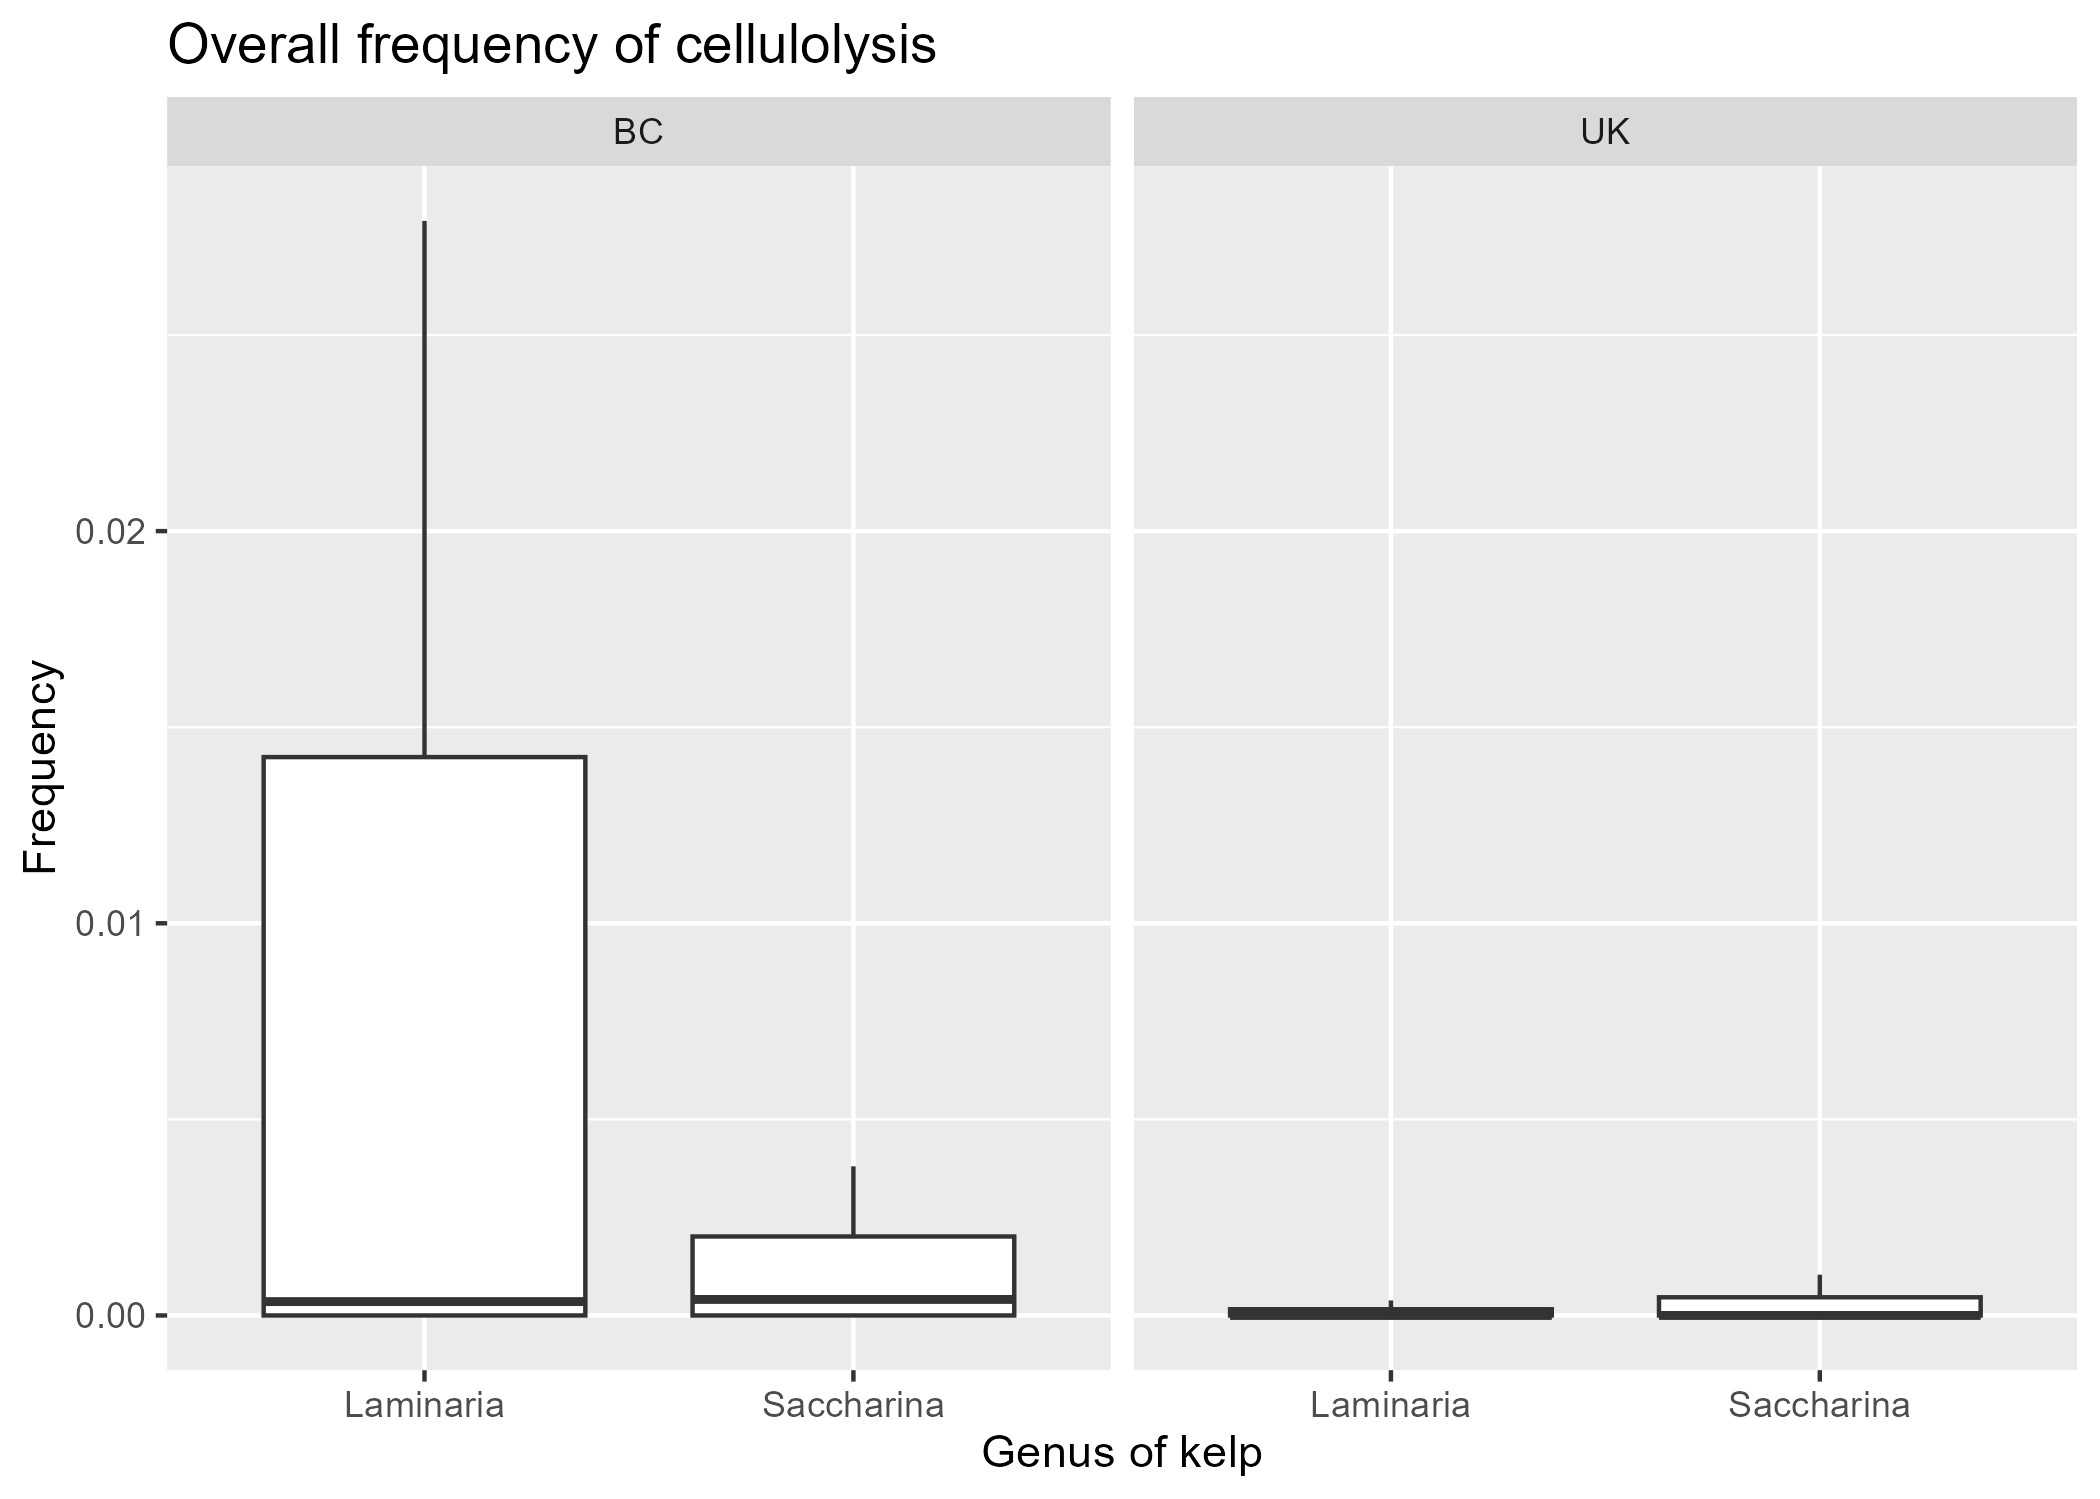 Overall frequency of cellulolysis
BC
UK
Frequency
0.02
0.01
0.00
Laminaria
Saccharina
Laminaria
Saccharina
Genus of kelp